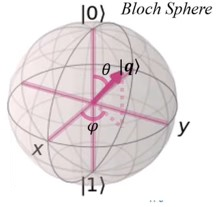 |0⟩ Bloch Sphere
θ |q⟩
φ
x y
|1⟩